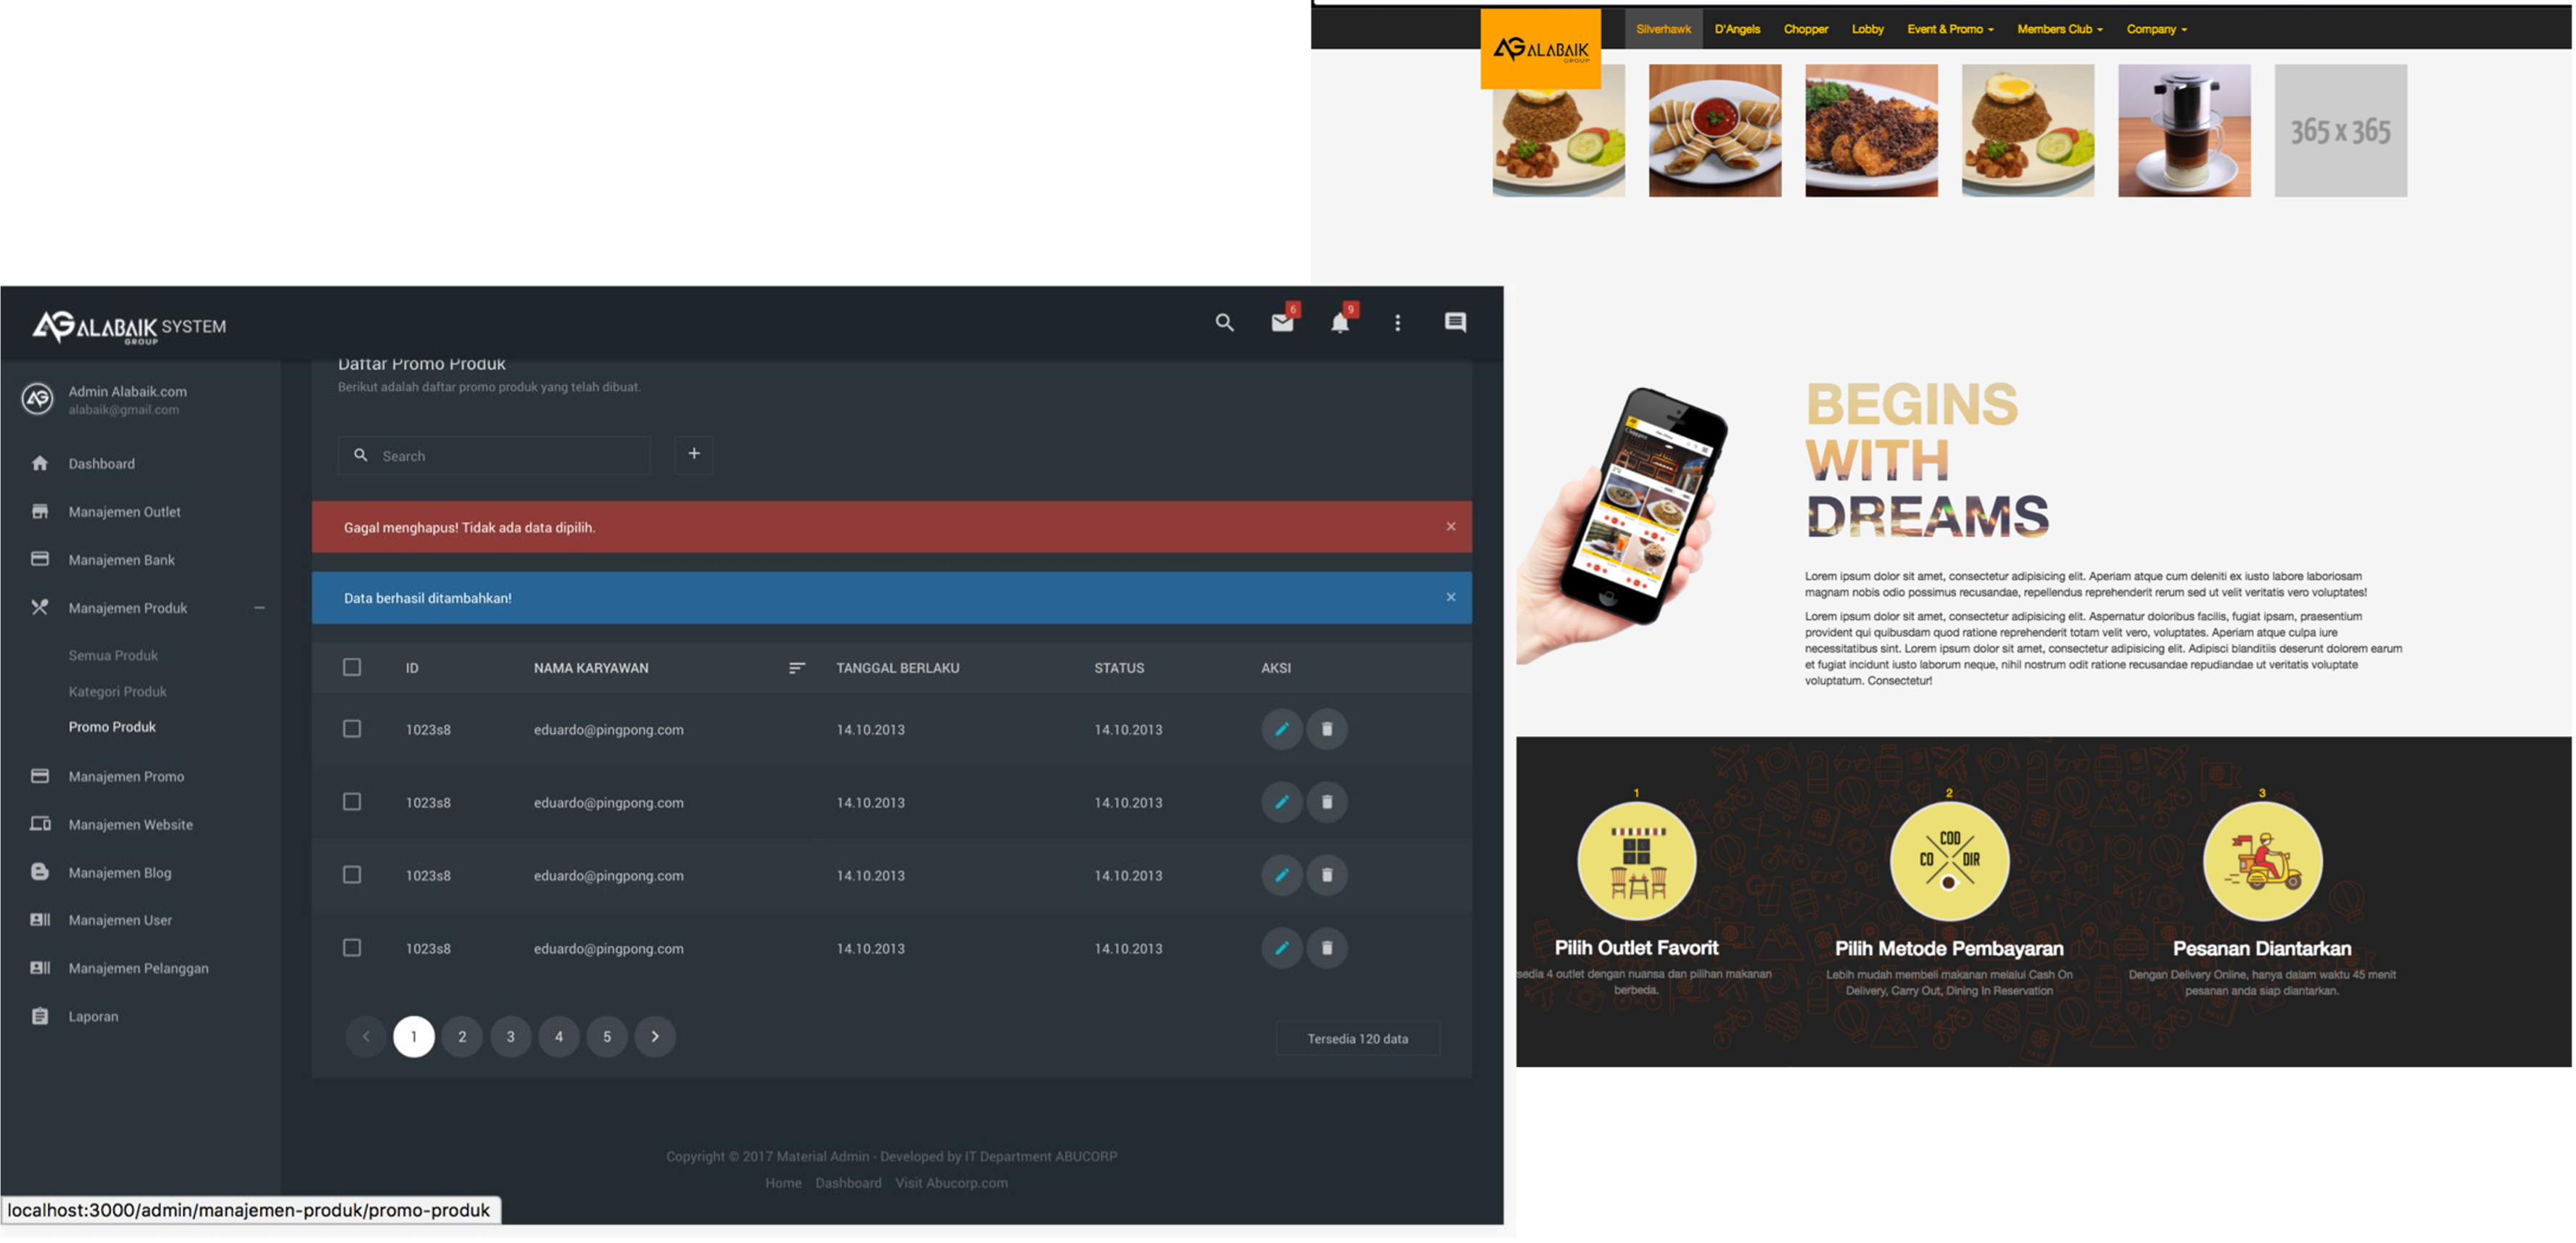 Silverhawk D'Angels Chopper Lobby Event & Promo Members Club Company
AG ALABAIK
GROUP
365 x 365
BEGINS
WITH
DREAMS
Lorem ipsum dolor sit amet, consectetur adipisicing elit. Aperiam atque cum deleniti ex iusto labore laboriosam
magnam nobis odio possimus recusandae, repellendus reprehenderit rerum sed ut velit veritatis vero voluptates!
Lorem ipsum dolor sit amet, consectetur adipisicing elit. Aspernatur doloribus facilis, fugiat ipsam, praesentium
provident qui quibusdam quod ratione reprehenderit totam velit vero, voluptates. Aperiam atque culpa iure
necessitatibus sint. Lorem ipsum dolor sit amet, consectetur adipisicing elit. Adipisci blanditiis deserunt dolorem earum
et fugiat incidunt iusto laborum neque, nihil nostrum odit ratione recusandae repudiandae ut veritatis voluptate
voluptatum. Consectetur!
1
Pilih Outlet Favorit
sedia 4 outlet dengan nuansa dan pilihan makanan
berbeda.
2
COD
CO DIR
Pilih Metode Pembayaran
Lebih mudah membeli makanan melalui Cash On
Delivery, Carry Out, Dining In Reservation
3
Pesanan Diantarkan
Dengan Delivery Online, hanya dalam waktu 45 menit
pesanan anda siap diantarkan.
AG ALABAIK SYSTEM
GROUP
6 9
AG
Admin Alabaik.com
alabaik@gmail.com
Dashboard
Manajemen Outlet
Manajemen Bank
Manajemen Produk
Semua Produk
Kategori Produk
Promo Produk
Manajemen Promo
Manajemen Website
Manajemen Blog
Manajemen User
Manajemen Pelanggan
Laporan
Daftar Promo Produk
Berikut adalah daftar promo produk yang telah dibuat.
Search +
Gagal menghapus! Tidak ada data dipilih. ×
Data berhasil ditambahkan! ×
ID NAMA KARYAWAN TANGGAL BERLAKU STATUS AKSI
1023s8 eduardo@pingpong.com 14.10.2013 14.10.2013
1023s8 eduardo@pingpong.com 14.10.2013 14.10.2013
1023s8 eduardo@pingpong.com 14.10.2013 14.10.2013
1023s8 eduardo@pingpong.com 14.10.2013 14.10.2013
< 1 2 3 4 5 >
Tersedia 120 data
Copyright © 2017 Material Admin - Developed by IT Department ABUCORP
Home Dashboard Visit Abucorp.com
localhost:3000/admin/manajemen-produk/promo-produk